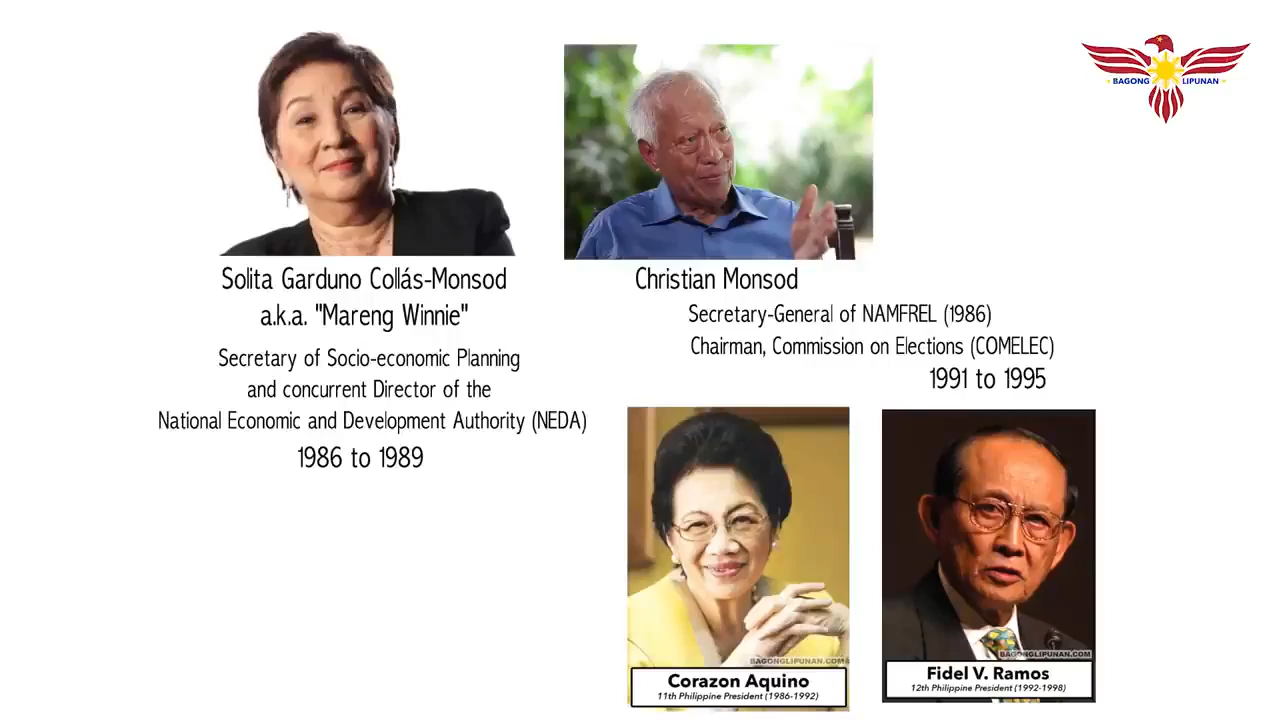 BAGONG LIPUNAN
Solita Garduno Collás-Monsod
a.k.a. "Mareng Winnie"
Secretary of Socio-economic Planning
and concurrent Director of the
National Economic and Development Authority (NEDA)
1986 to 1989
Christian Monsod
Secretary-General of NAMFREL (1986)
Chairman, Commission on Elections (COMELEC)
1991 to 1995
BAGONGLIPUNAN.COM
Corazon Aquino
11th Philippine President (1986-1992)
BAGONGLIPUNAN.COM
Fidel V. Ramos
12th Philippine President (1992-1998)